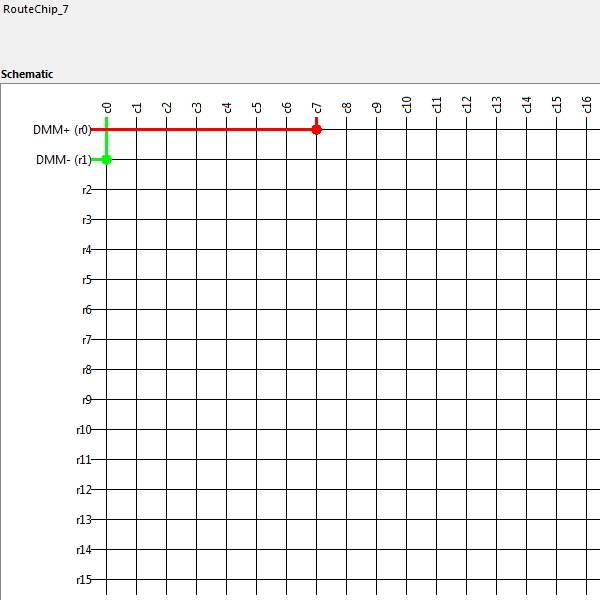 RouteChip_7
Schematic
c0 c1 c2 c3 c4 c5 c6 c7 c8 c9 c10 c11 c12 c13 c14 c15 c16
DMM+ (r0)
DMM- (r1)
r2
r3
r4
r5
r6
r7
r8
r9
r10
r11
r12
r13
r14
r15